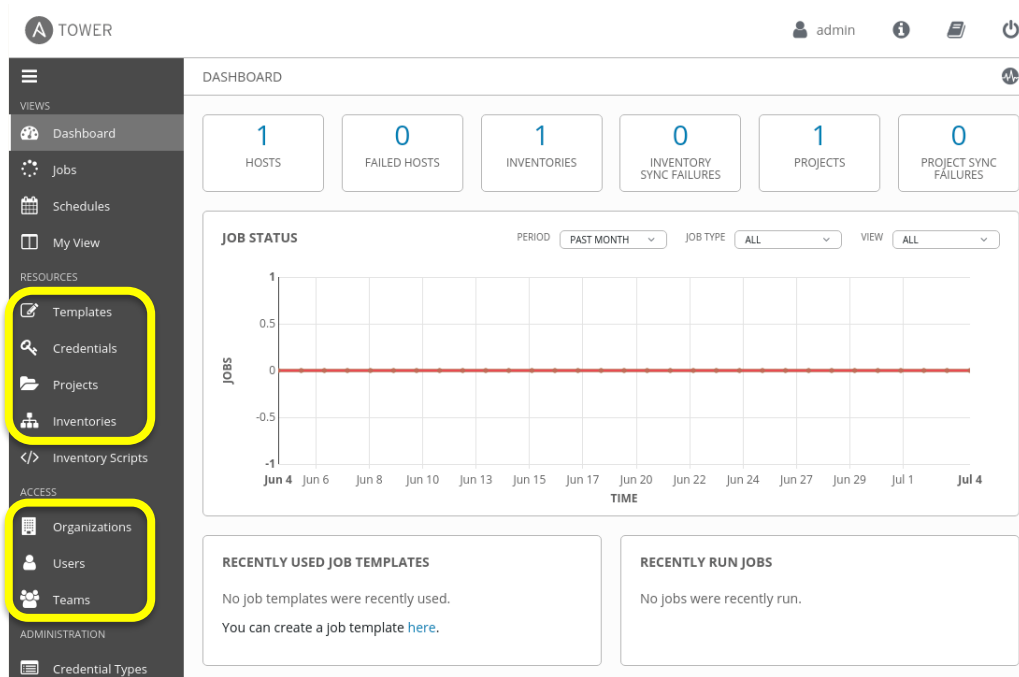 A TOWER
admin
VIEWS
Dashboard
Jobs
Schedules
My View
RESOURCES
Templates
Credentials
Projects
Inventories
Inventory Scripts
ACCESS
Organizations
Users
Teams
ADMINISTRATION
Credential Types
DASHBOARD
1
HOSTS
0
FAILED HOSTS
1
INVENTORIES
0
INVENTORY
SYNC FAILURES
1
PROJECTS
0
PROJECT SYNC
FAILURES
JOB STATUS
PERIOD PAST MONTH JOB TYPE ALL VIEW ALL
1
0.5
0
-0.5
-1
JOBS
Jun 4 Jun 6 Jun 8 Jun 10 Jun 13 Jun 15 Jun 17 Jun 20 Jun 22 Jun 24 Jun 27 Jun 29 Jul 1 Jul 4
TIME
RECENTLY USED JOB TEMPLATES
No job templates were recently used.
You can create a job template here.
RECENTLY RUN JOBS
No jobs were recently run.